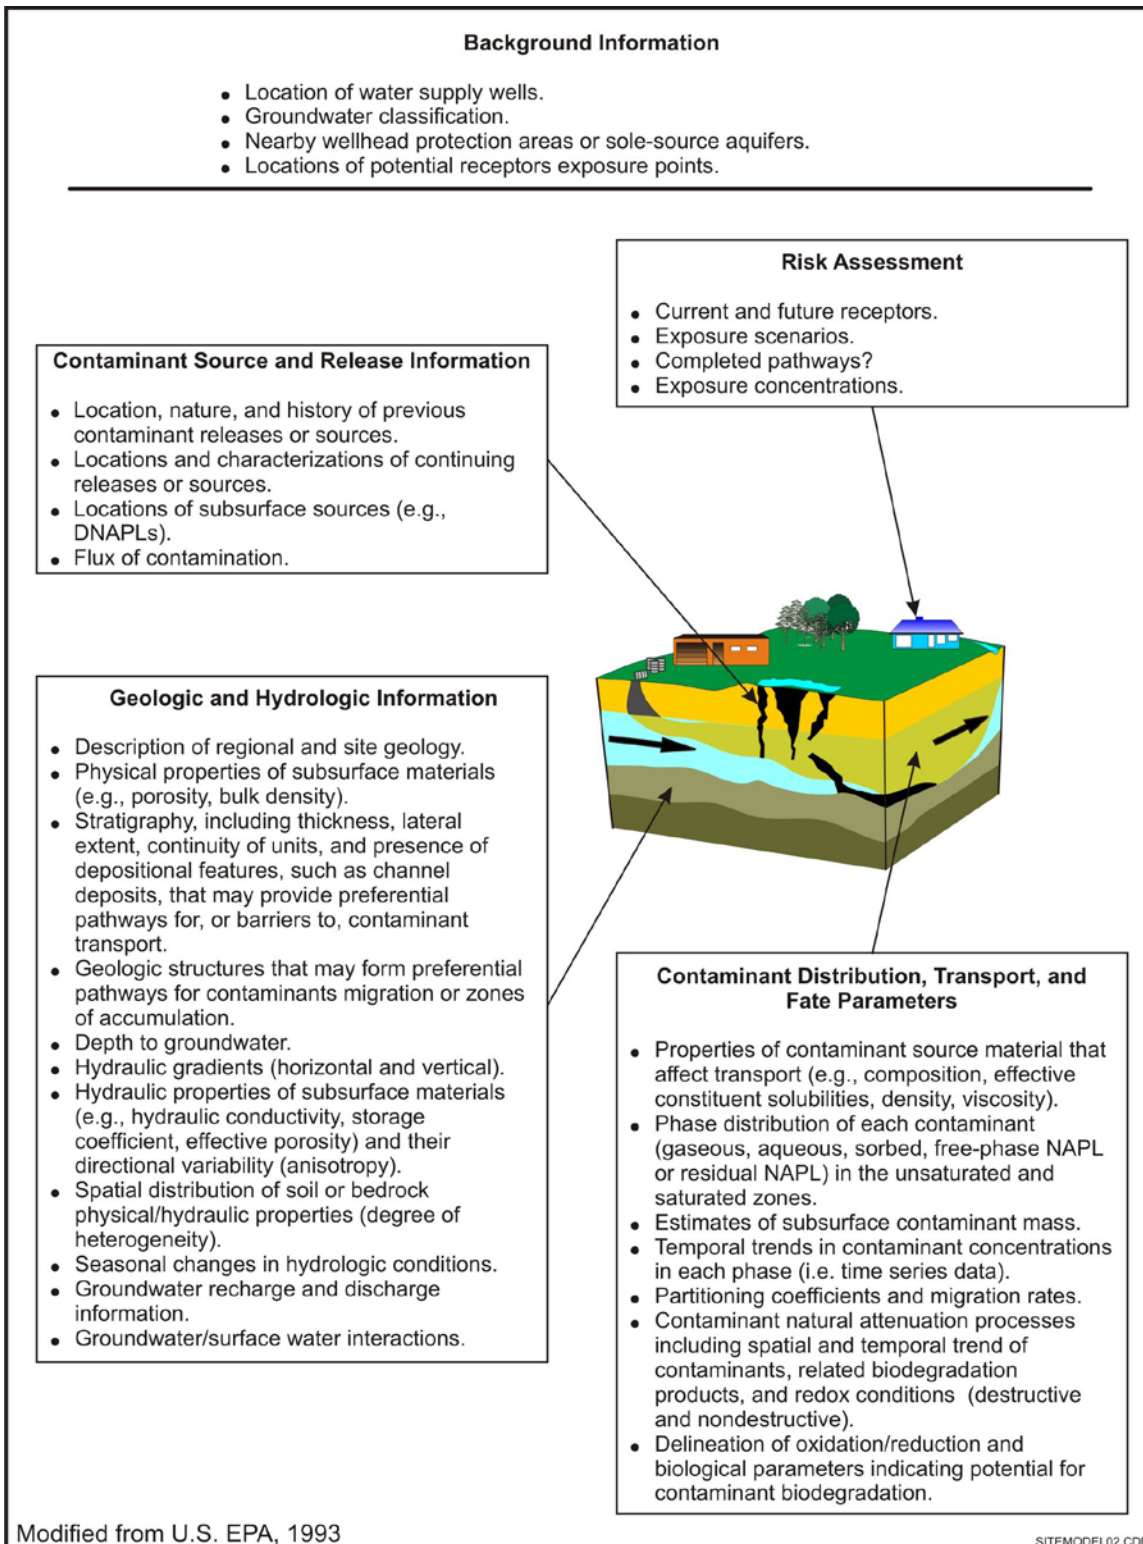 Background Information
• Location of water supply wells.
• Groundwater classification.
• Nearby wellhead protection areas or sole-source aquifers.
• Locations of potential receptors exposure points.
Risk Assessment
• Current and future receptors.
• Exposure scenarios.
• Completed pathways?
• Exposure concentrations.
Contaminant Source and Release Information
• Location, nature, and history of previous
contaminant releases or sources.
• Locations and characterizations of continuing
releases or sources.
• Locations of subsurface sources (e.g.,
DNAPLs).
• Flux of contamination.
Geologic and Hydrologic Information
• Description of regional and site geology.
• Physical properties of subsurface materials
(e.g., porosity, bulk density).
• Stratigraphy, including thickness, lateral
extent, continuity of units, and presence of
depositional features, such as channel
deposits, that may provide preferential
pathways for, or barriers to, contaminant
transport.
• Geologic structures that may form preferential
pathways for contaminants migration or zones
of accumulation.
• Depth to groundwater.
• Hydraulic gradients (horizontal and vertical).
• Hydraulic properties of subsurface materials
(e.g., hydraulic conductivity, storage
coefficient, effective porosity) and their
directional variability (anisotropy).
• Spatial distribution of soil or bedrock
physical/hydraulic properties (degree of
heterogeneity).
• Seasonal changes in hydrologic conditions.
• Groundwater recharge and discharge
information.
• Groundwater/surface water interactions.
Contaminant Distribution, Transport, and
Fate Parameters
• Properties of contaminant source material that
affect transport (e.g., composition, effective
constituent solubilities, density, viscosity).
• Phase distribution of each contaminant
(gaseous, aqueous, sorbed, free-phase NAPL
or residual NAPL) in the unsaturated and
saturated zones.
• Estimates of subsurface contaminant mass.
• Temporal trends in contaminant concentrations
in each phase (i.e. time series data).
• Partitioning coefficients and migration rates.
• Contaminant natural attenuation processes
including spatial and temporal trend of
contaminants, related biodegradation
products, and redox conditions (destructive
and nondestructive).
• Delineation of oxidation/reduction and
biological parameters indicating potential for
contaminant biodegradation.
Modified from U.S. EPA, 1993